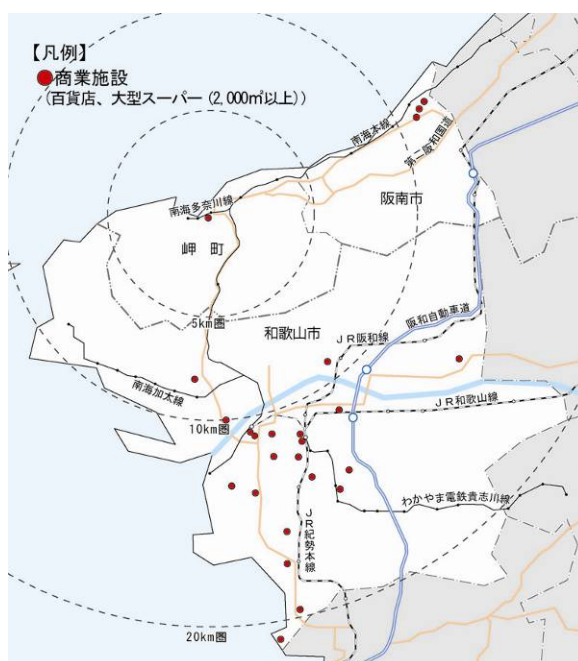 【凡例】
●商業施設
(百貨店、大型スーパー(2,000㎡以上))
南海本線
第二阪和国道
南海多奈川線
阪南市
岬町
5km圏
和歌山市
阪和自動車道
JR阪和線
南海加太線
JR和歌山線
10km圏
わかやま電鉄貴志川線
JR紀勢本線
20km圏